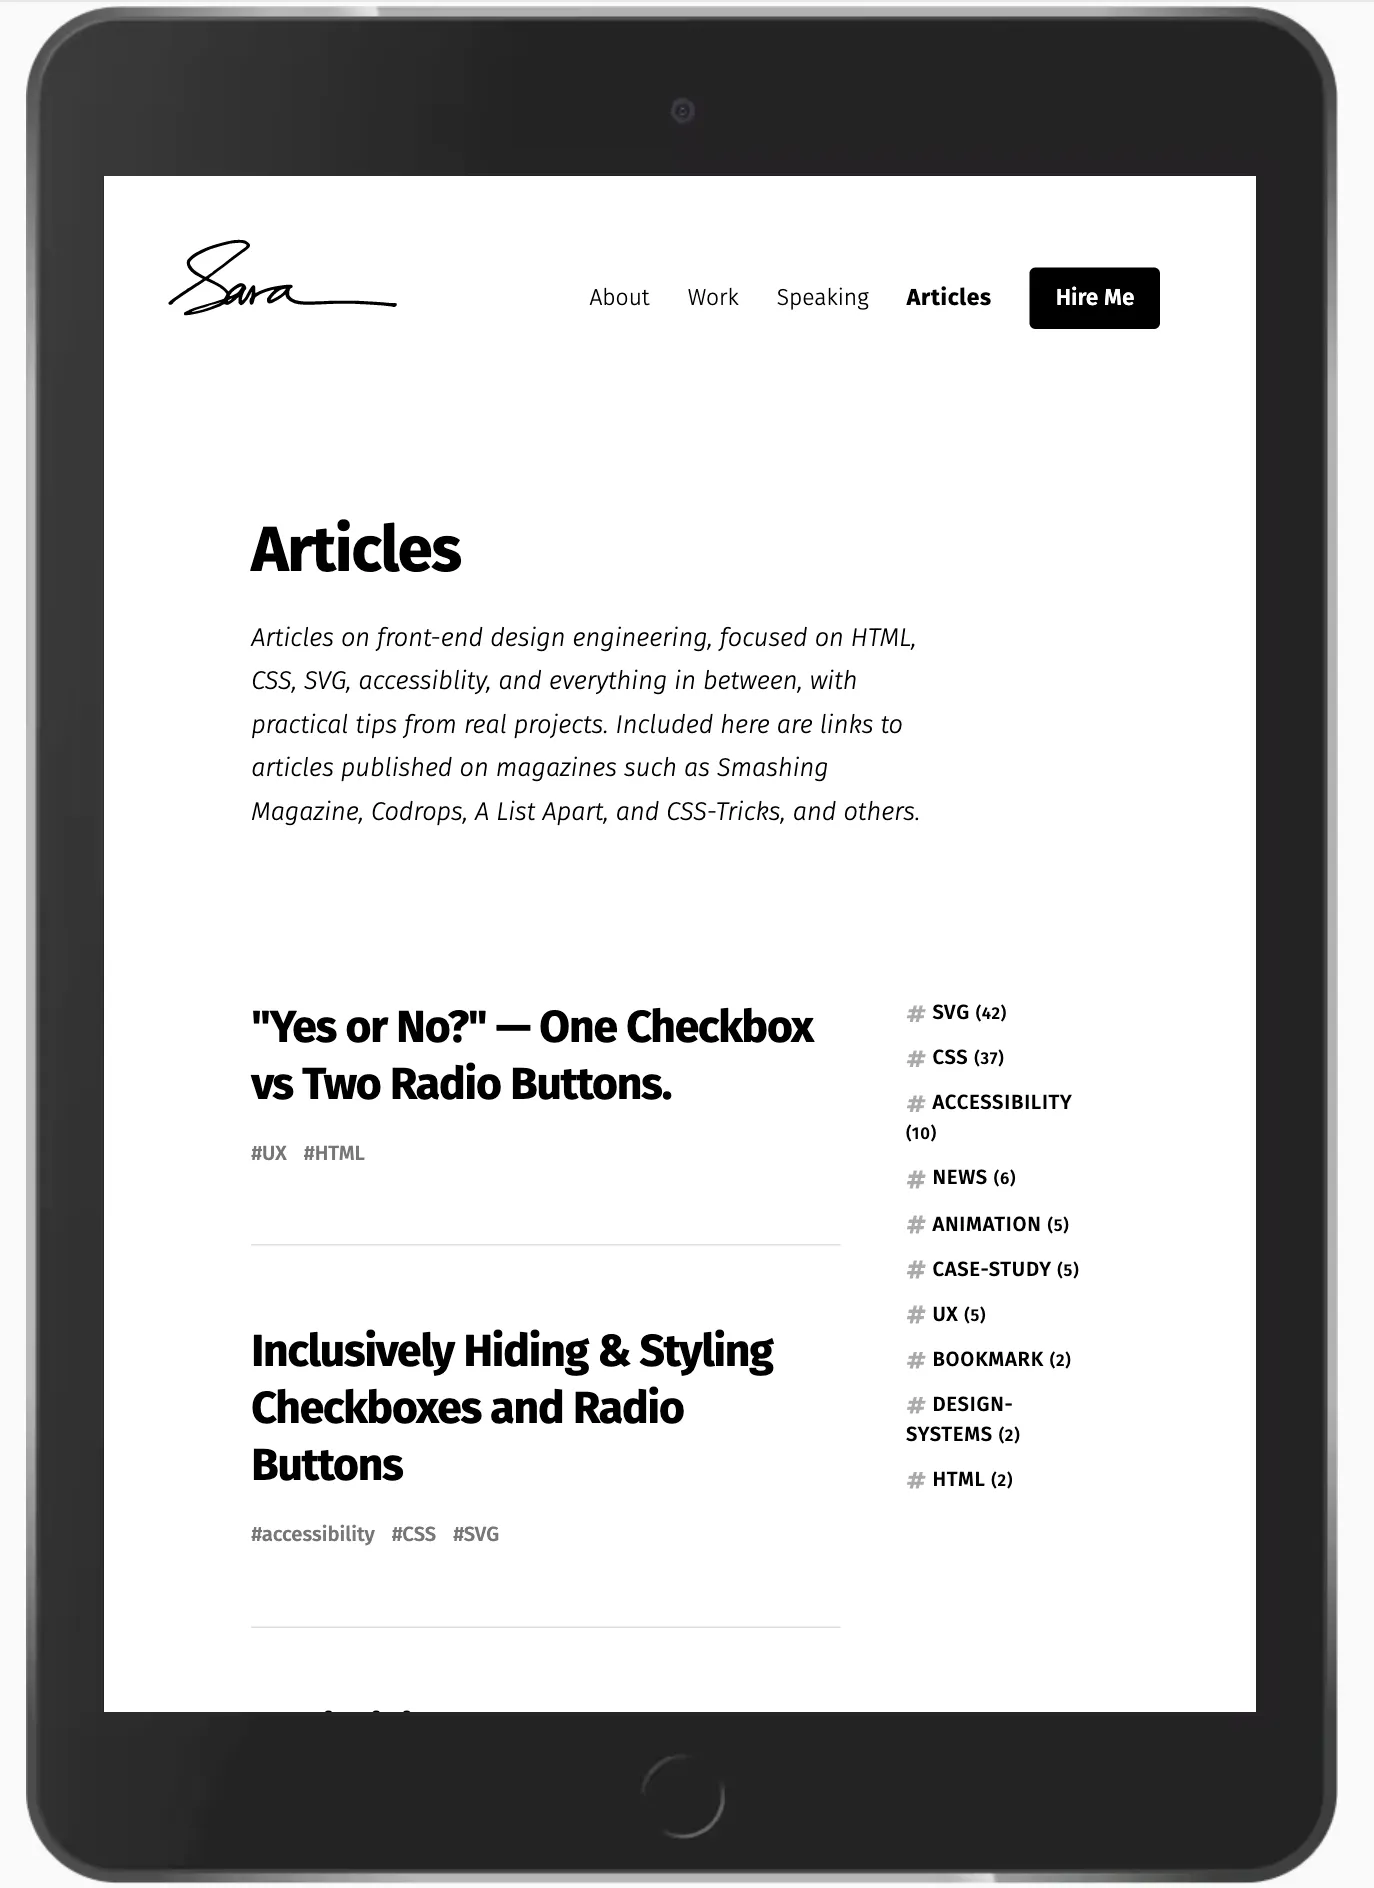 Sara
About Work Speaking Articles Hire Me
Articles
Articles on front-end design engineering, focused on HTML,
CSS, SVG, accessiblity, and everything in between, with
practical tips from real projects. Included here are links to
articles published on magazines such as Smashing
Magazine, Codrops, A List Apart, and CSS-Tricks, and others.
"Yes or No?" — One Checkbox
vs Two Radio Buttons.
#UX #HTML
Inclusively Hiding & Styling
Checkboxes and Radio
Buttons
#accessibility #CSS #SVG
# SVG (42)
# CSS (37)
# ACCESSIBILITY
(10)
# NEWS (6)
# ANIMATION (5)
# CASE-STUDY (5)
# UX (5)
# BOOKMARK (2)
# DESIGN-
SYSTEMS (2)
# HTML (2)